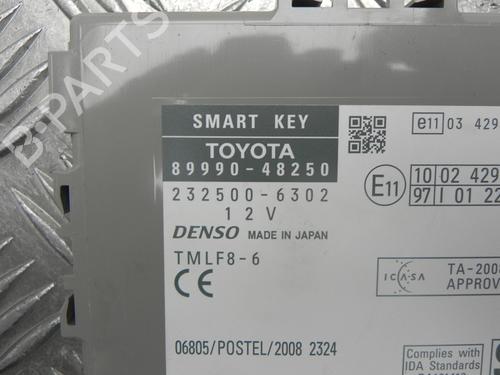 B-PARTS
SMART KEY
TOYOTA
89990-48250
232500-6302
12V
DENSO MADE IN JAPAN
TMLF8-6
CE
06805/POSTEL/2008 2324
e11 03 429
E11
10 02 429
97 I 01 22
ICASA
TA-2008
APPROV
Complies with
IDA Standards